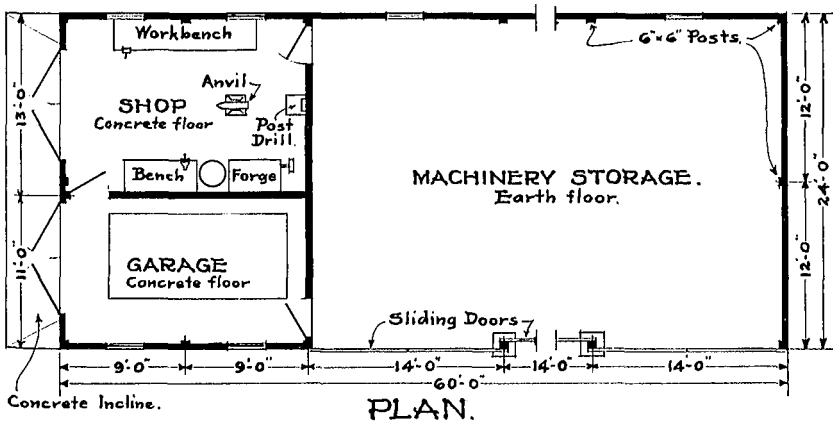 Workbench
6"x6" Posts.
Anvil
SHOP
Concrete floor
Post
Drill.
13'-0"
12'-0"
24'-0"
Bench
Forge
MACHINERY STORAGE.
Earth floor.
GARAGE
Concrete floor
11'-0"
12'-0"
Sliding Doors
9'-0"
9'-0"
14'-0"
14'-0"
14'-0"
60'-0"
Concrete Incline.
PLAN.